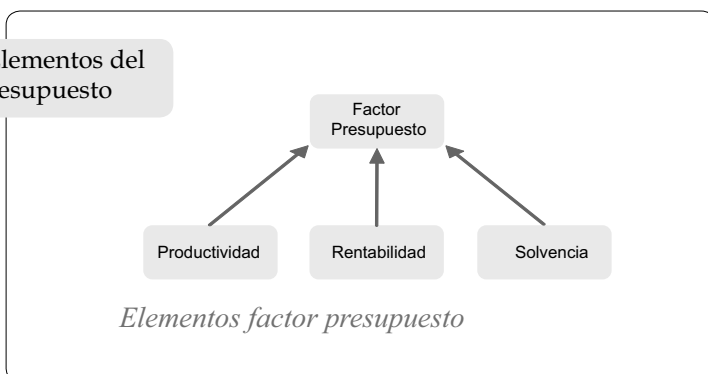 lementos del
esupuesto
Factor
Presupuesto
Productividad
Rentabilidad
Solvencia
Elementos factor presupuesto